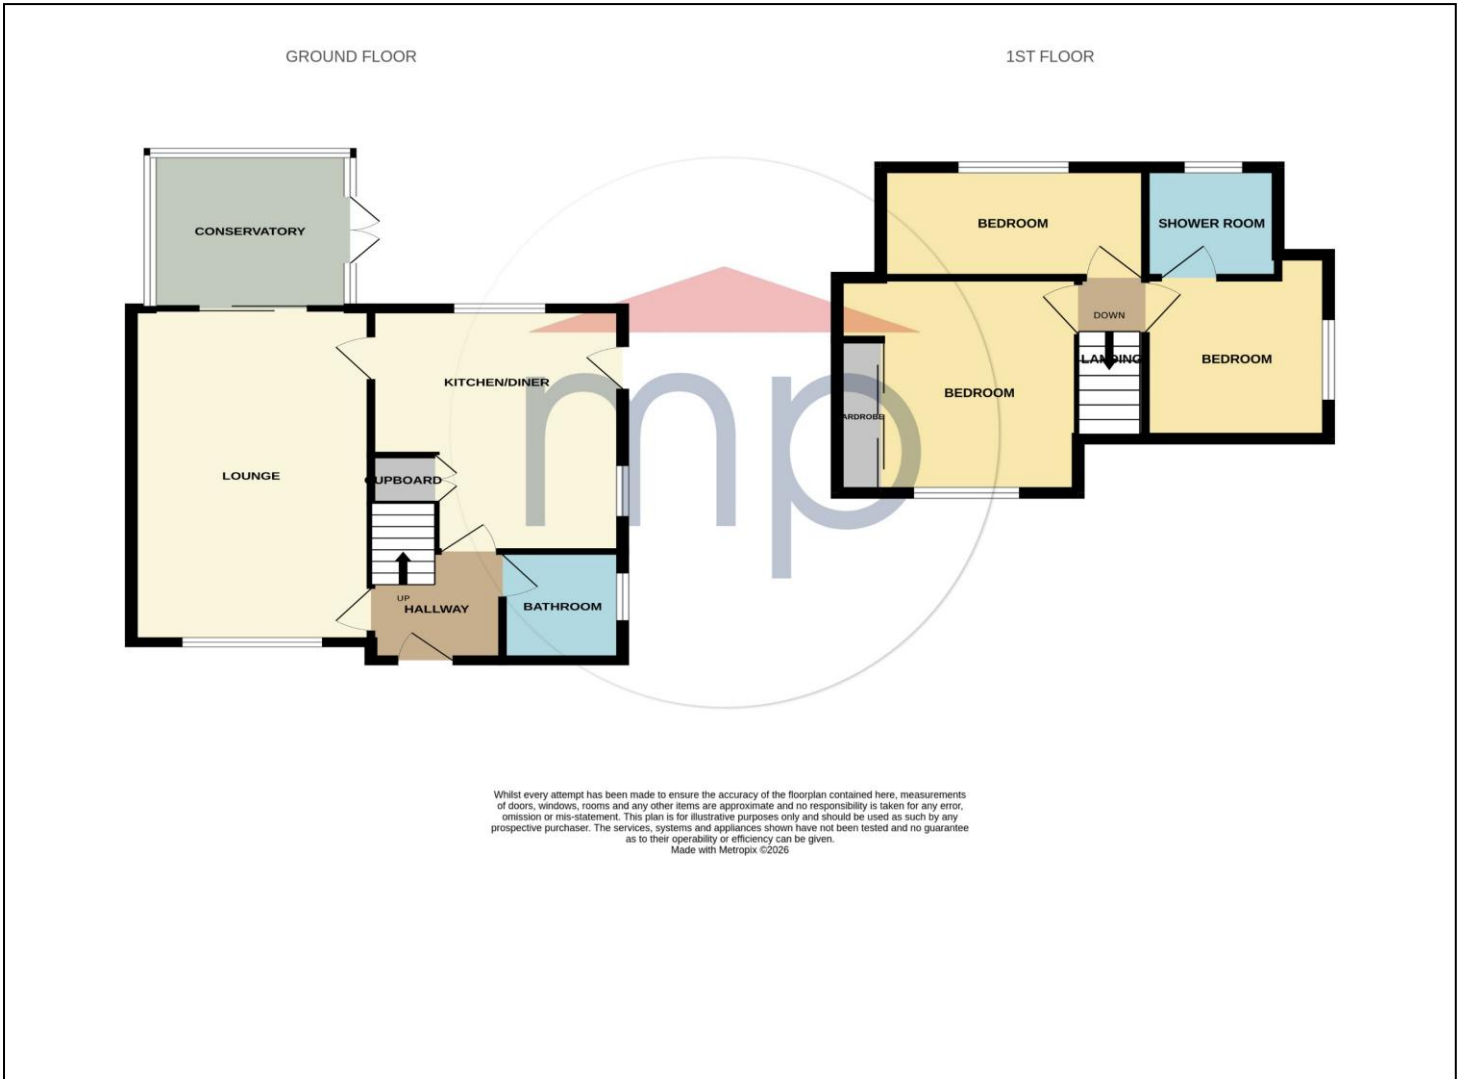 GROUND FLOOR
1ST FLOOR
CONSERVATORY
LOUNGE
KITCHEN/DINER
CUPBOARD
UP
HALLWAY
BATHROOM
BEDROOM
SHOWER ROOM
DOWN
LANDING
BEDROOM
BEDROOM
ARDROBE
mp
Whilst every attempt has been made to ensure the accuracy of the floorplan contained here, measurements
of doors, windows, rooms and any other items are approximate and no responsibility is taken for any error,
omission or mis-statement. This plan is for illustrative purposes only and should be used as such by any
prospective purchaser. The services, systems and appliances shown have not been tested and no guarantee
as to their operability or efficiency can be given.
Made with Metropix ©2026